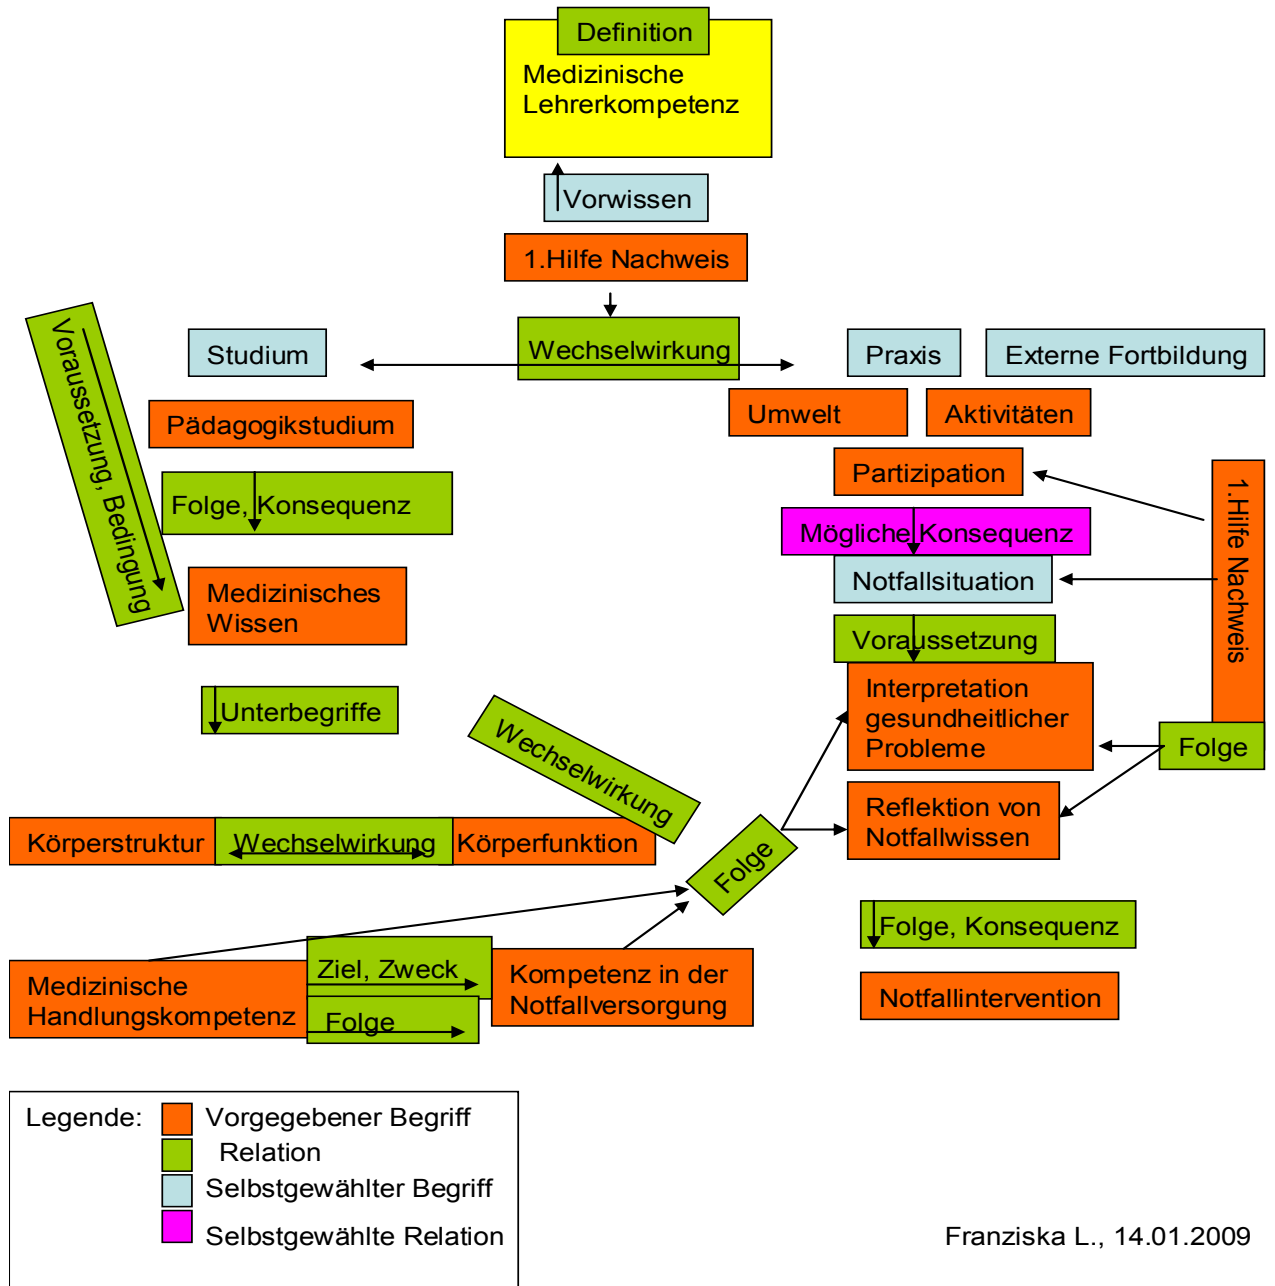 Definition
Medizinische
Lehrerkompetenz
Vorwissen
1.Hilfe Nachweis
Wechselwirkung
Studium
Praxis
Externe Fortbildung
Voraussetzung, Bedingung
Pädagogikstudium
Umwelt
Aktivitäten
Folge, Konsequenz
Partizipation
1.Hilfe Nachweis
Mögliche Konsequenz
Medizinisches
Wissen
Notfallsituation
Voraussetzung
Unterbegriffe
Interpretation
gesundheitlicher
Probleme
Folge
Wechselwirkung
Reflektion von
Notfallwissen
Körperstruktur
Wechselwirkung
Körperfunktion
Folge
Folge, Konsequenz
Medizinische
Handlungskompetenz
Ziel, Zweck
Folge
Kompetenz in der
Notfallversorgung
Notfallintervention
Legende:
Vorgegebener Begriff
Relation
Selbstgewählter Begriff
Selbstgewählte Relation
Franziska L., 14.01.2009